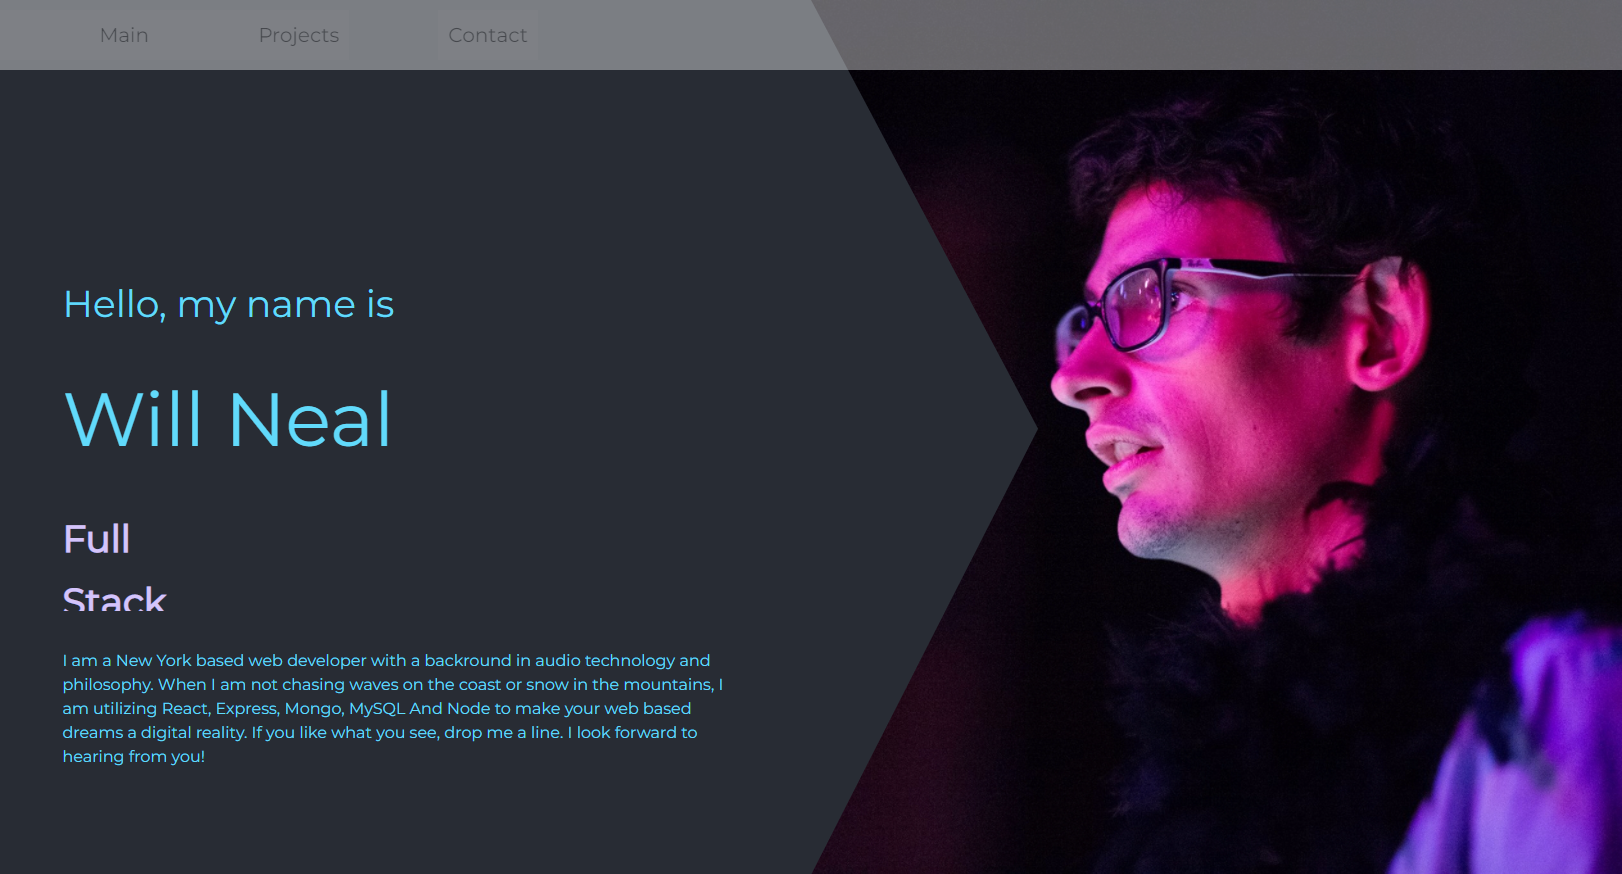 Main Projects Contact
Hello, my name is
Will Neal
Full
Stack
I am a New York based web developer with a backround in audio technology and
philosophy. When I am not chasing waves on the coast or snow in the mountains, I
am utilizing React, Express, Mongo, MySQL And Node to make your web based
dreams a digital reality. If you like what you see, drop me a line. I look forward to
hearing from you!